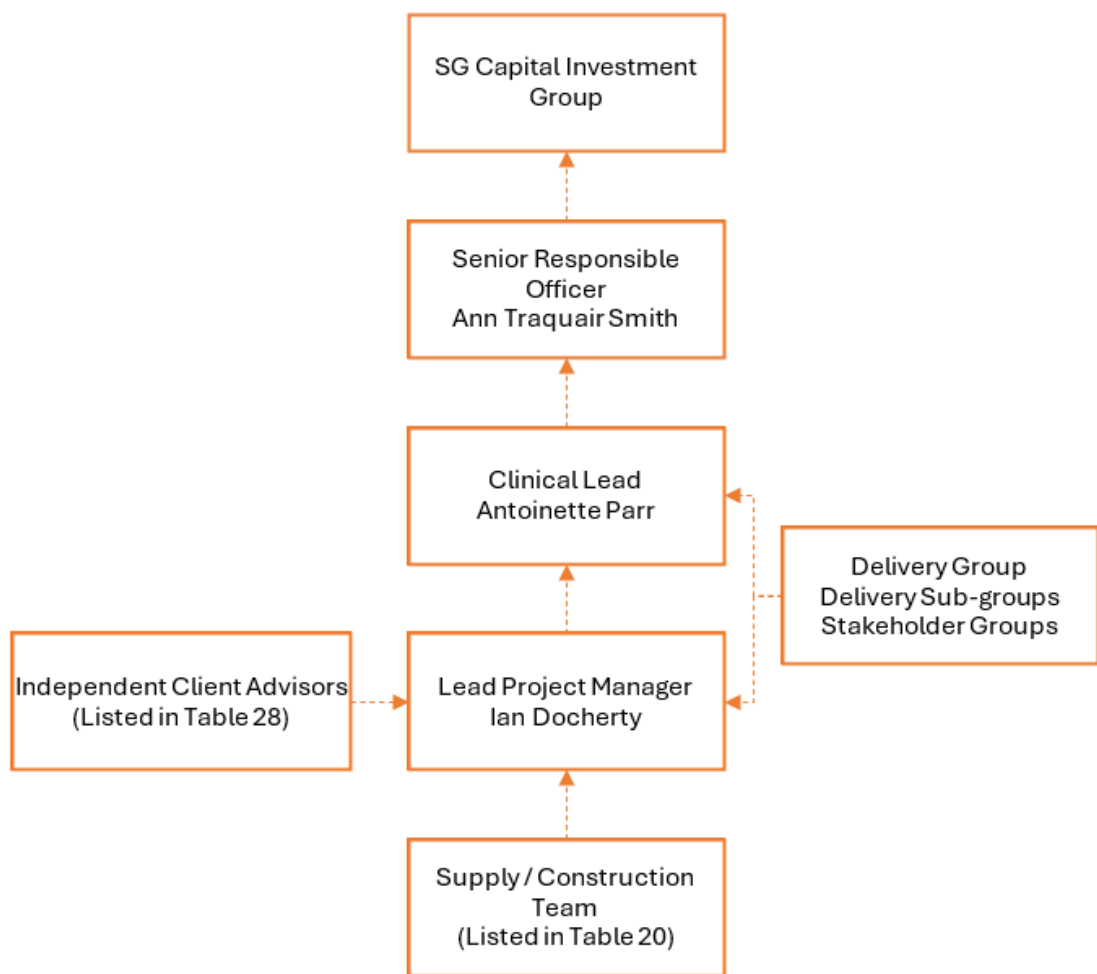 SG Capital Investment
Group
Senior Responsible
Officer
Ann Traquair Smith
Clinical Lead
Antoinette Parr
Delivery Group
Delivery Sub-groups
Stakeholder Groups
Independent Client Advisors
(Listed in Table 28)
Lead Project Manager
Ian Docherty
Supply / Construction
Team
(Listed in Table 20)